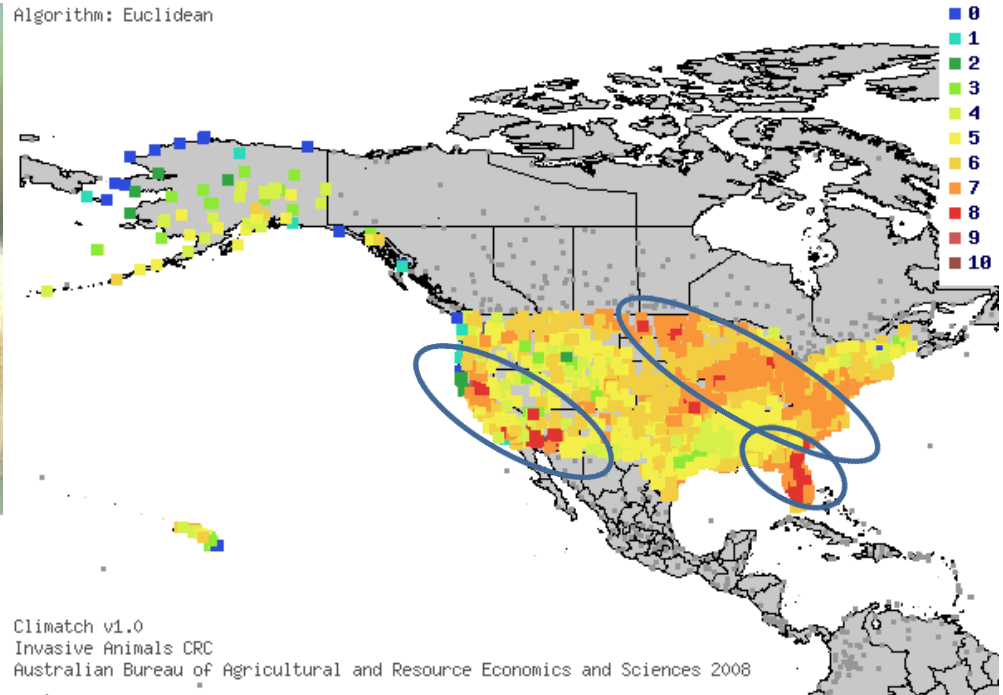 Algorithm: Euclidean
0
1
2
3
4
5
6
7
8
9
10
Climatch v1.0
Invasive Animals CRC
Australian Bureau of Agricultural and Resource Economics and Sciences 2008